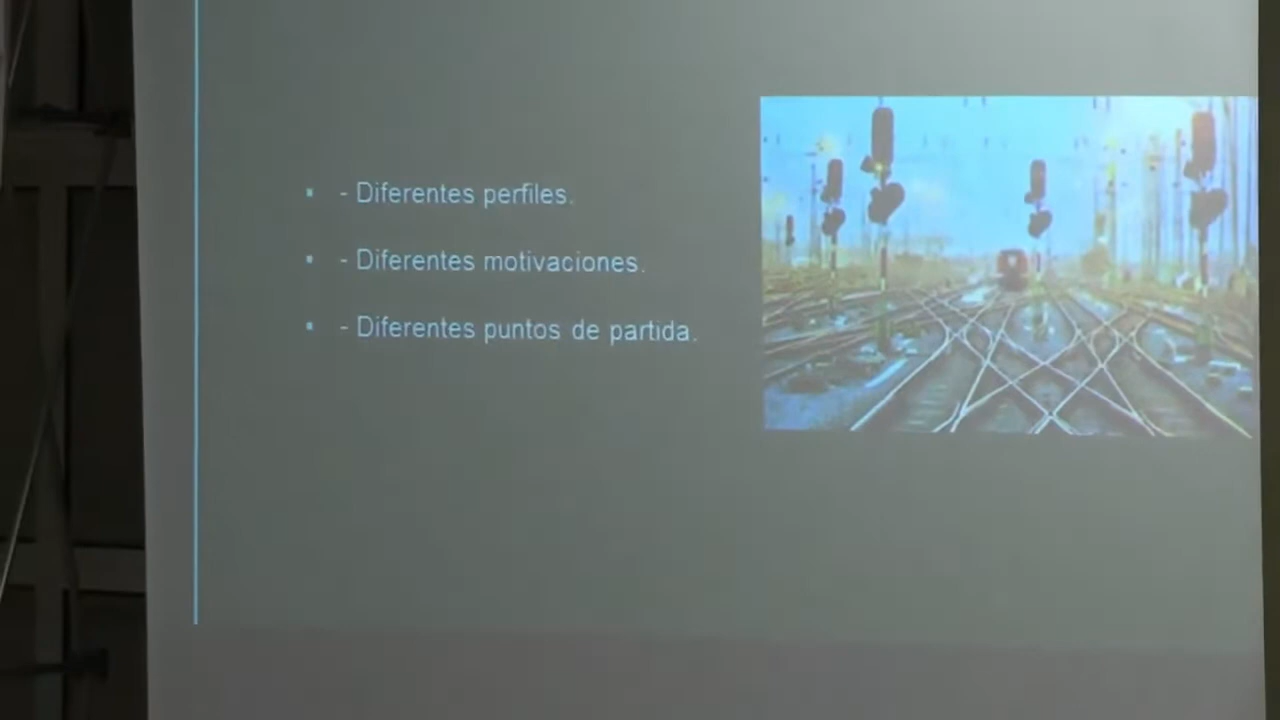 - Diferentes perfiles.
- Diferentes motivaciones.
- Diferentes puntos de partida.